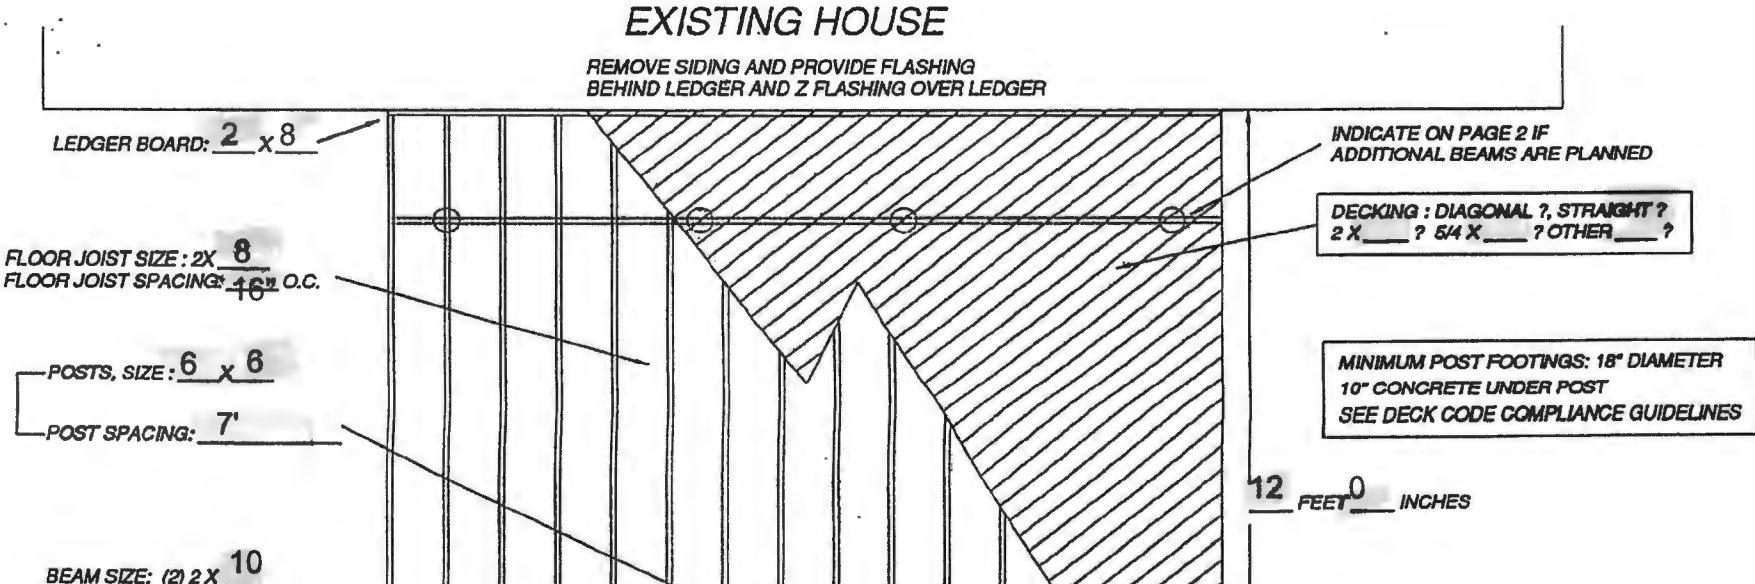 EXISTING HOUSE
REMOVE SIDING AND PROVIDE FLASHING
BEHIND LEDGER AND Z FLASHING OVER LEDGER
LEDGER BOARD: 2 X 8
INDICATE ON PAGE 2 IF
ADDITIONAL BEAMS ARE PLANNED
DECKING : DIAGONAL ?, STRAIGHT ?
2 X ____ ? 5/4 X ____ ? OTHER ____ ?
FLOOR JOIST SIZE : 2X 8
FLOOR JOIST SPACING: 16" O.C.
POSTS, SIZE : 6 X 6
POST SPACING: 7'
MINIMUM POST FOOTINGS: 18" DIAMETER
10" CONCRETE UNDER POST
SEE DECK CODE COMPLIANCE GUIDELINES
12 FEET 0 INCHES
BEAM SIZE: (2) 2 X 10